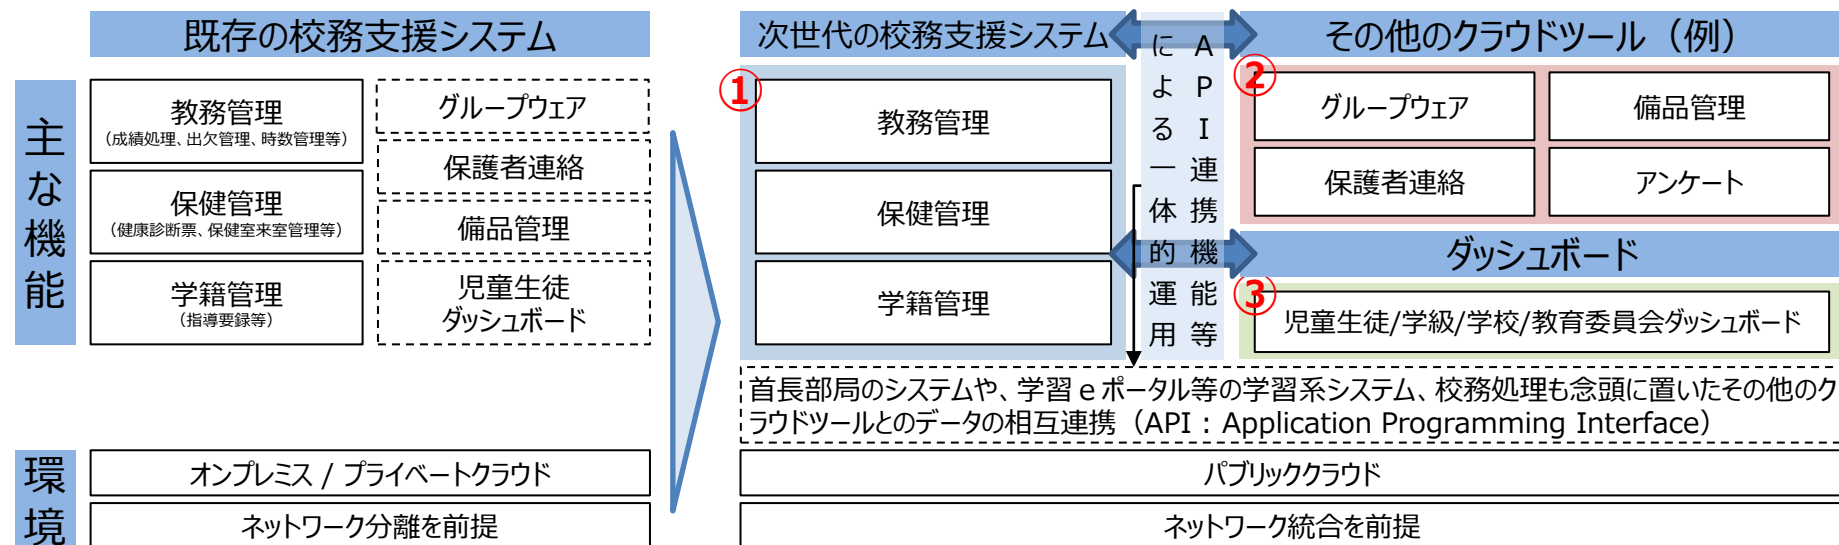 既存の校務支援システム
次世代の校務支援システム
その他のクラウドツール（例）
主な機能
教務管理
（成績処理、出欠管理、時数管理等）
保健管理
（健康診断票、保健室来室管理等）
学籍管理
（指導要録等）
グループウェア
保護者連絡
備品管理
児童生徒
ダッシュボード
①
教務管理
保健管理
学籍管理
API連携機能等
による一体的運用
②
グループウェア
備品管理
保護者連絡
アンケート
ダッシュボード
③
児童生徒/学級/学校/教育委員会ダッシュボード
首長部局のシステムや、学習eポータル等の学習系システム、校務処理も念頭に置いたその他のク
ラウドツールとのデータの相互連携（API：Application Programming Interface）
環境
オンプレミス / プライベートクラウド
パブリッククラウド
ネットワーク分離を前提
ネットワーク統合を前提